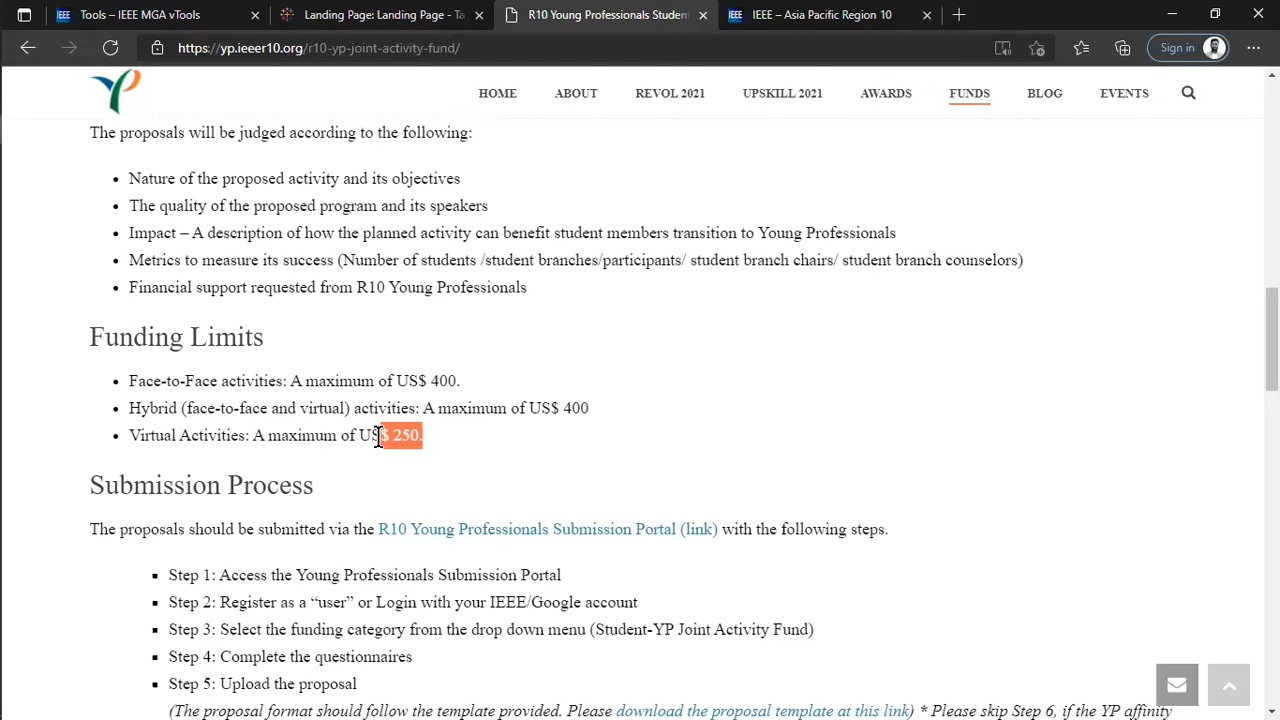 Tools - IEEE MGA vTools
Landing Page: Landing Page - Ta
R10 Young Professionals Student
IEEE – Asia Pacific Region 10
https://yp.ieeer10.org/r10-yp-joint-activity-fund/
Sign in
HOME ABOUT REVOL 2021 UPSKILL 2021 AWARDS FUNDS BLOG EVENTS
The proposals will be judged according to the following:
• Nature of the proposed activity and its objectives
• The quality of the proposed program and its speakers
• Impact – A description of how the planned activity can benefit student members transition to Young Professionals
• Metrics to measure its success (Number of students /student branches/participants/ student branch chairs/ student branch counselors)
• Financial support requested from R10 Young Professionals
Funding Limits
• Face-to-Face activities: A maximum of US$ 400.
• Hybrid (face-to-face and virtual) activities: A maximum of US$ 400
• Virtual Activities: A maximum of US$ 250.
Submission Process
The proposals should be submitted via the R10 Young Professionals Submission Portal (link) with the following steps.
▪ Step 1: Access the Young Professionals Submission Portal
▪ Step 2: Register as a “user” or Login with your IEEE/Google account
▪ Step 3: Select the funding category from the drop down menu (Student-YP Joint Activity Fund)
▪ Step 4: Complete the questionnaires
▪ Step 5: Upload the proposal
(The proposal format should follow the template provided. Please download the proposal template at this link) * Please skip Step 6, if the YP affinity